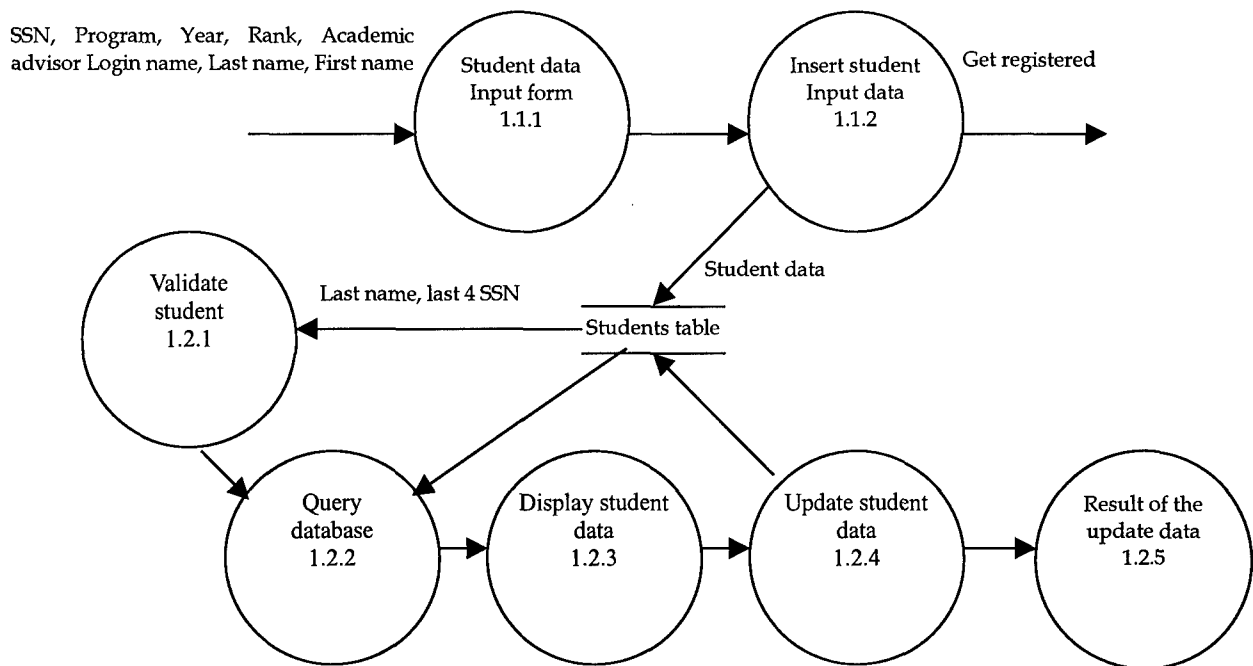 SSN, Program, Year, Rank, Academic
advisor Login name, Last name, First name
Student data
Input form
1.1.1
Insert student
Input data
1.1.2
Get registered
Student data
Validate
student
1.2.1
Last name, last 4 SSN
Students table
Query
database
1.2.2
Display student
data
1.2.3
Update student
data
1.2.4
Result of the
update data
1.2.5